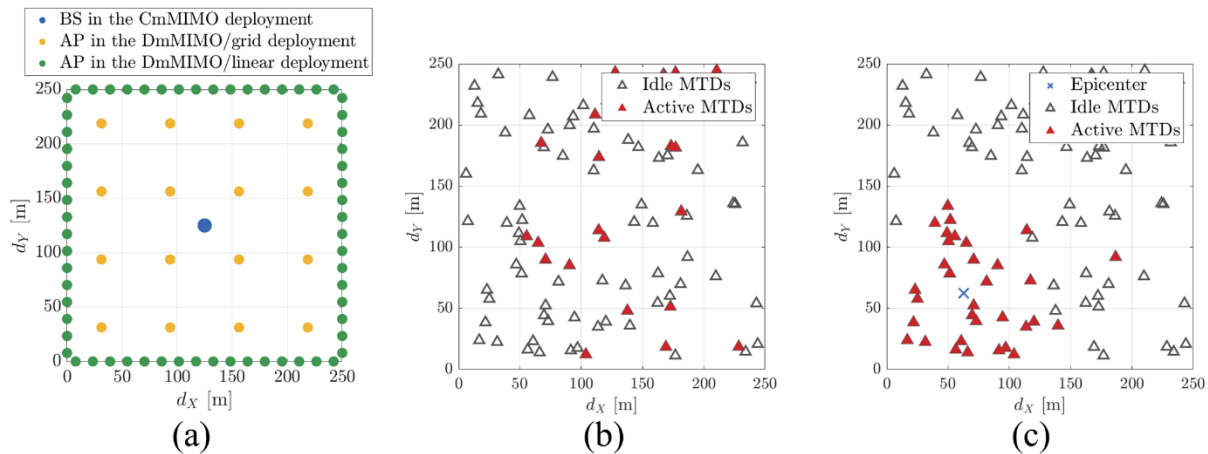 BS in the CmMIMO deployment
AP in the DmMIMO/grid deployment
AP in the DmMIMO/linear deployment
250
200
150
100
50
0
d_Y [m]
0 50 100 150 200 250
d_X [m]
(a)
Idle MTDs
Active MTDs
250
200
150
100
50
0
d_Y [m]
0 50 100 150 200 250
d_X [m]
(b)
Epicenter
Idle MTDs
Active MTDs
250
200
150
100
50
0
d_Y [m]
0 50 100 150 200 250
d_X [m]
(c)